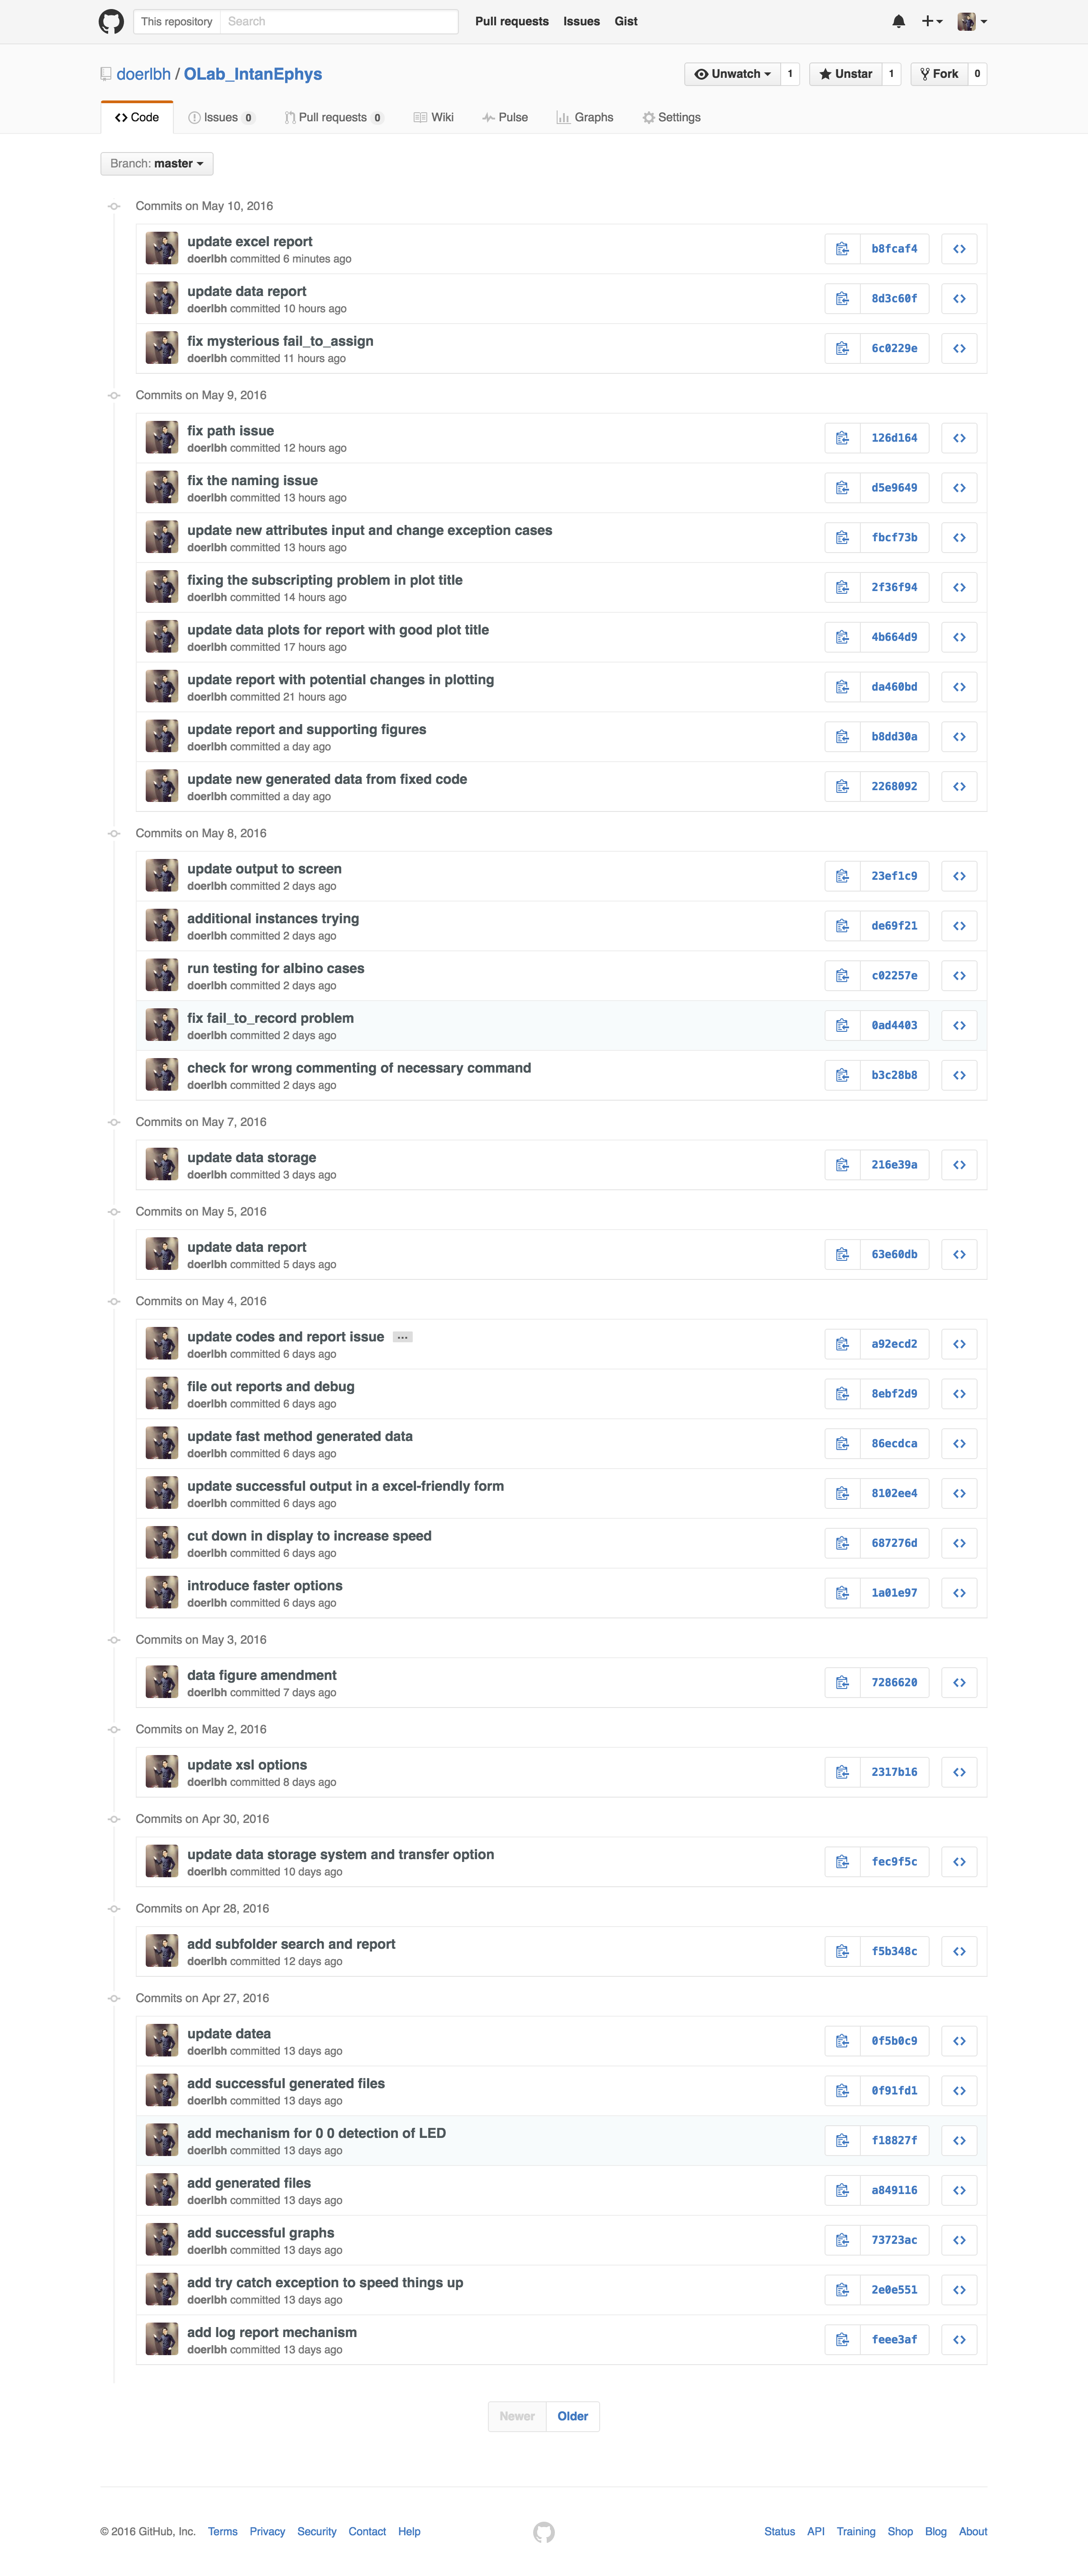 This repository Search Pull requests Issues Gist
doerlbh / OLab_IntanEphys Unwatch 1 Unstar 1 Fork 0
Code Issues 0 Pull requests 0 Wiki Pulse Graphs Settings
Branch: master
Commits on May 10, 2016
update excel report
doerlbh committed 6 minutes ago b8fcaf4
update data report
doerlbh committed 10 hours ago 8d3c60f
fix mysterious fail_to_assign
doerlbh committed 11 hours ago 6c0229e
Commits on May 9, 2016
fix path issue
doerlbh committed 12 hours ago 126d164
fix the naming issue
doerlbh committed 13 hours ago d5e9649
update new attributes input and change exception cases
doerlbh committed 13 hours ago fbcf73b
fixing the subscripting problem in plot title
doerlbh committed 14 hours ago 2f36f94
update data plots for report with good plot title
doerlbh committed 17 hours ago 4b664d9
update report with potential changes in plotting
doerlbh committed 21 hours ago da460bd
update report and supporting figures
doerlbh committed a day ago b8dd30a
update new generated data from fixed code
doerlbh committed a day ago 2268092
Commits on May 8, 2016
update output to screen
doerlbh committed 2 days ago 23ef1c9
additional instances trying
doerlbh committed 2 days ago de69f21
run testing for albino cases
doerlbh committed 2 days ago c02257e
fix fail_to_record problem
doerlbh committed 2 days ago 0ad4403
check for wrong commenting of necessary command
doerlbh committed 2 days ago b3c28b8
Commits on May 7, 2016
update data storage
doerlbh committed 3 days ago 216e39a
Commits on May 5, 2016
update data report
doerlbh committed 5 days ago 63e60db
Commits on May 4, 2016
update codes and report issue …
doerlbh committed 6 days ago a92ecd2
file out reports and debug
doerlbh committed 6 days ago 8ebf2d9
update fast method generated data
doerlbh committed 6 days ago 86ecdca
update successful output in a excel-friendly form
doerlbh committed 6 days ago 8102ee4
cut down in display to increase speed
doerlbh committed 6 days ago 687276d
introduce faster options
doerlbh committed 6 days ago 1a01e97
Commits on May 3, 2016
data figure amendment
doerlbh committed 7 days ago 7286620
Commits on May 2, 2016
update xsl options
doerlbh committed 8 days ago 2317b16
Commits on Apr 30, 2016
update data storage system and transfer option
doerlbh committed 10 days ago fec9f5c
Commits on Apr 28, 2016
add subfolder search and report
doerlbh committed 12 days ago f5b348c
Commits on Apr 27, 2016
update datea
doerlbh committed 13 days ago 0f5b0c9
add successful generated files
doerlbh committed 13 days ago 0f91fd1
add mechanism for 0 0 detection of LED
doerlbh committed 13 days ago f18827f
add generated files
doerlbh committed 13 days ago a849116
add successful graphs
doerlbh committed 13 days ago 73723ac
add try catch exception to speed things up
doerlbh committed 13 days ago 2e0e551
add log report mechanism
doerlbh committed 13 days ago feee3af
Newer Older
© 2016 GitHub, Inc. Terms Privacy Security Contact Help Status API Training Shop Blog About